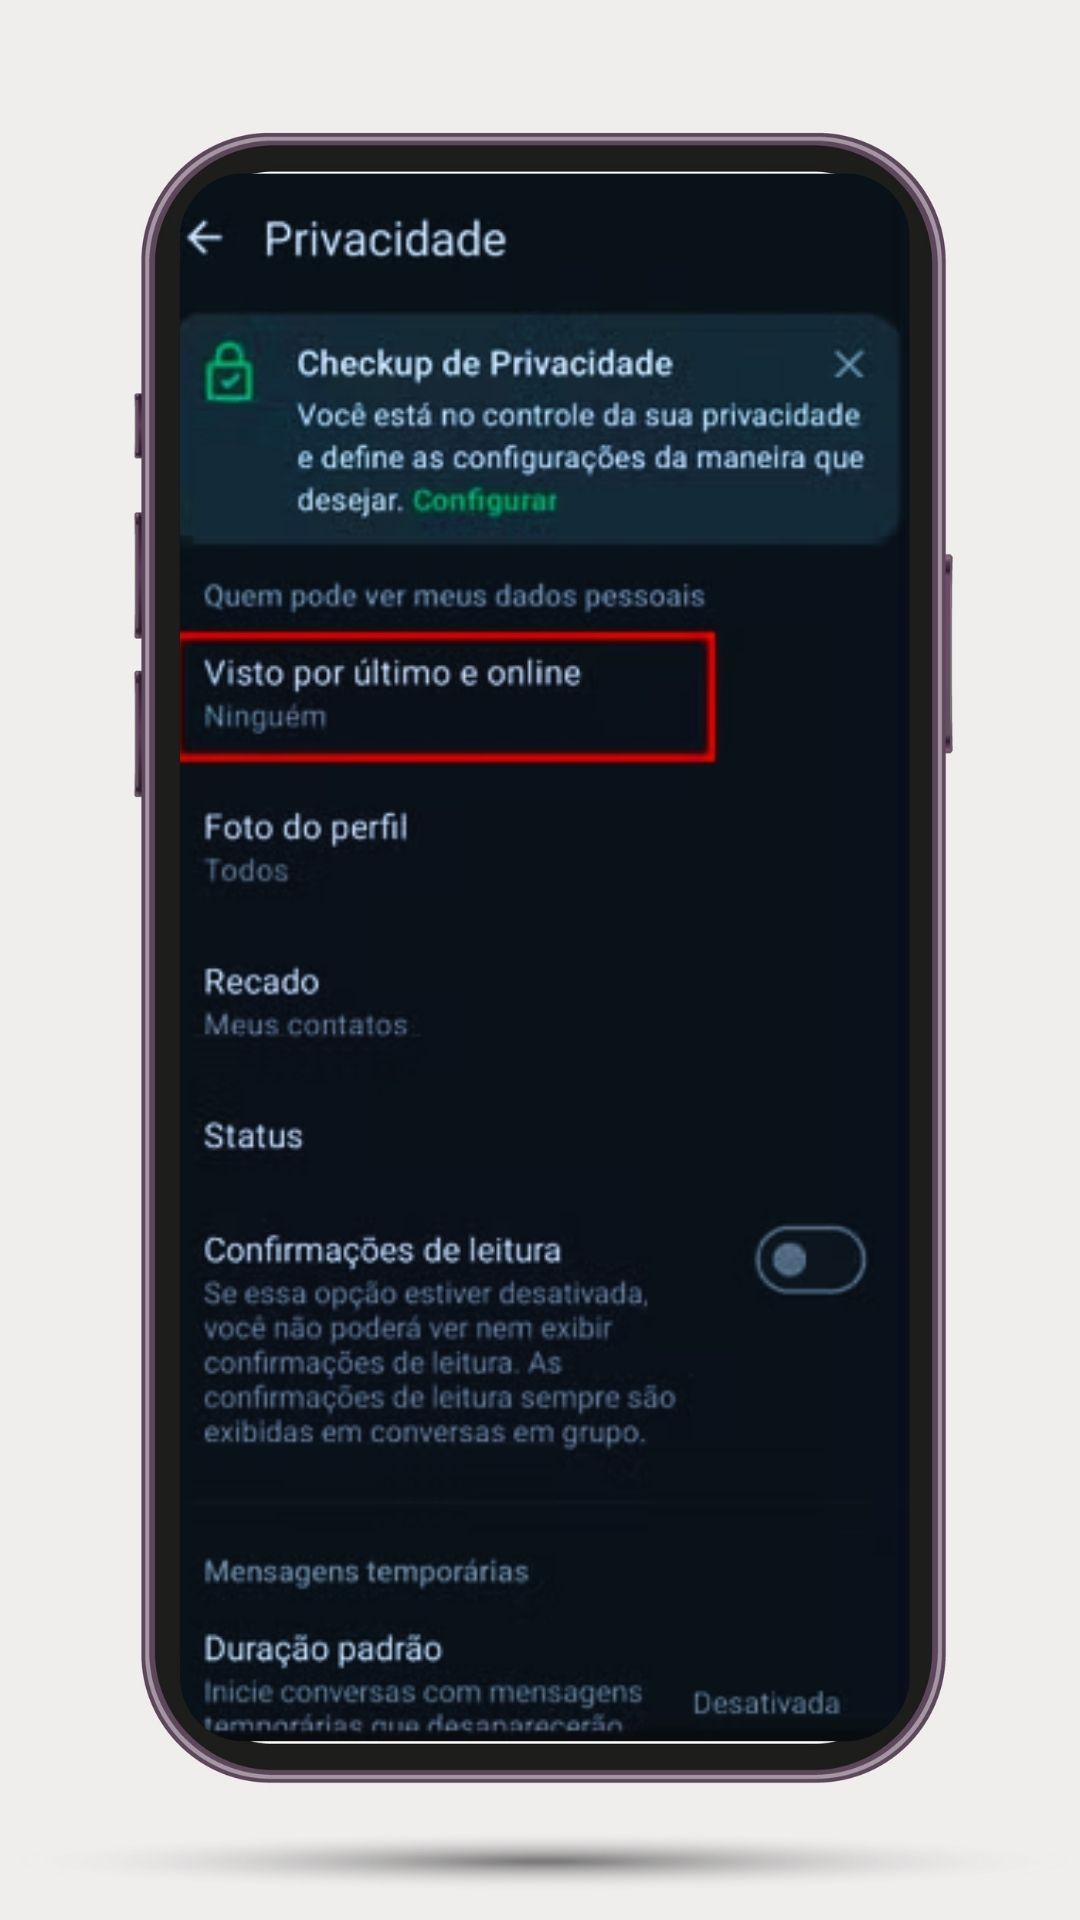 Privacidade
Checkup de Privacidade
Você está no controle da sua privacidade
e define as configurações da maneira que
desejar. Configurar
Quem pode ver meus dados pessoais
Visto por último e online
Ninguém
Foto do perfil
Todos
Recado
Meus contatos
Status
Confirmações de leitura
Se essa opção estiver desativada,
você não poderá ver nem exibir
confirmações de leitura. As
confirmações de leitura sempre são
exibidas em conversas em grupo.
Mensagens temporárias
Duração padrão
Inicie conversas com mensagens
temporárias que desaparecerão
Desativada